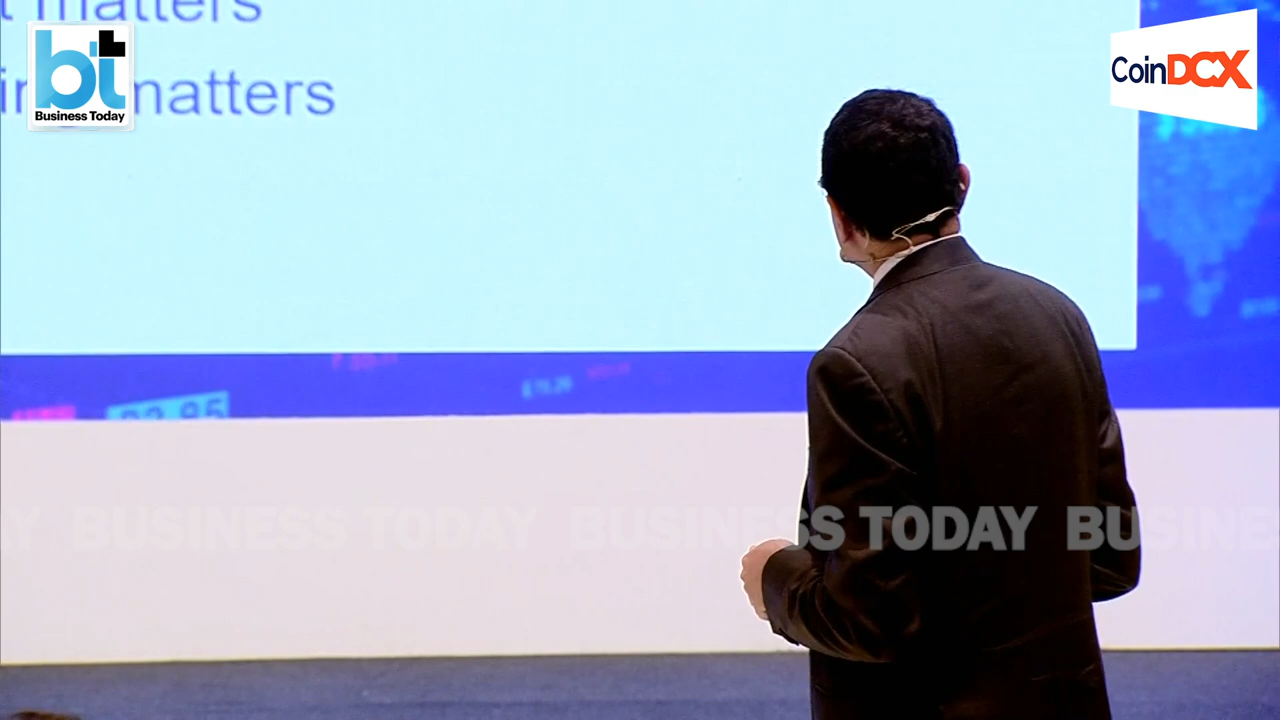 t matters
bt
Business Today
matters
CoinDCX
BUSINESS TODAY BUSINESS TODAY